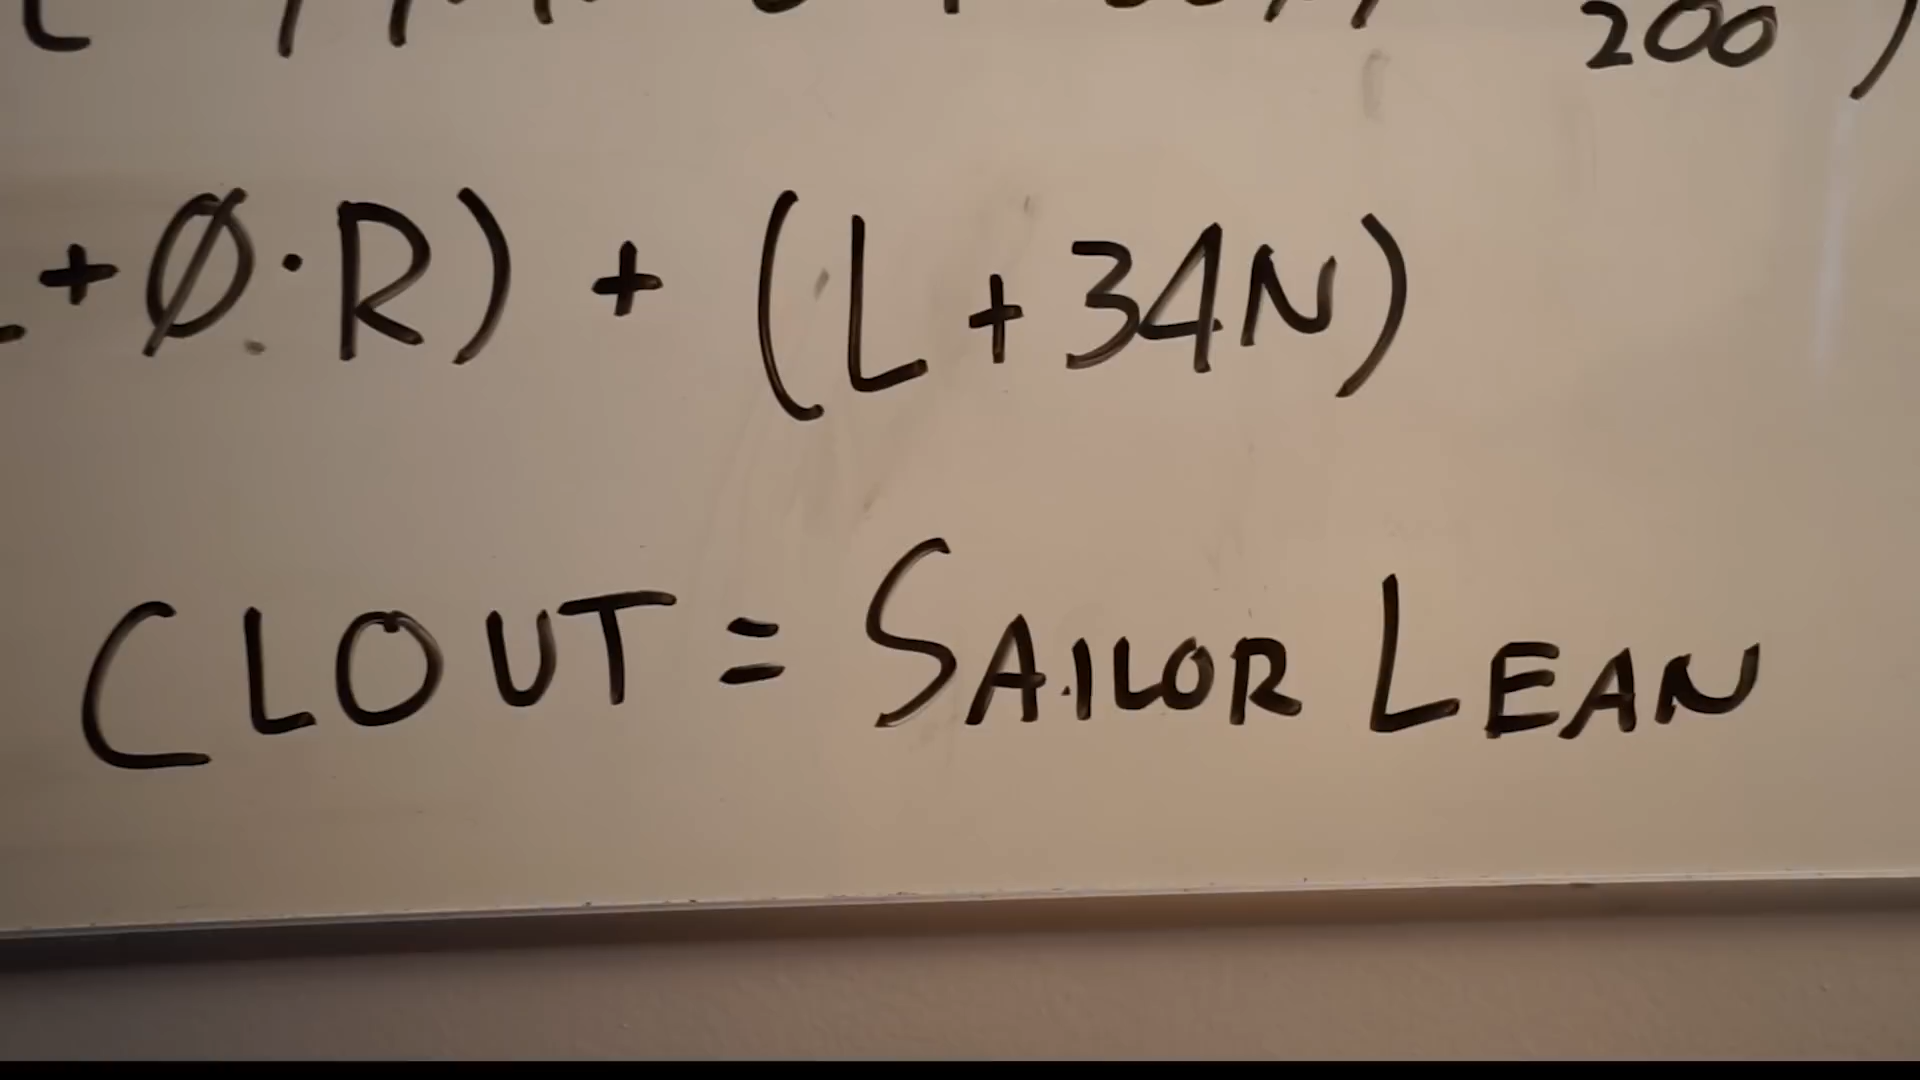 200 )
+ Ø · R) + (L + 34N)
CLOUT = SAILOR LEAN